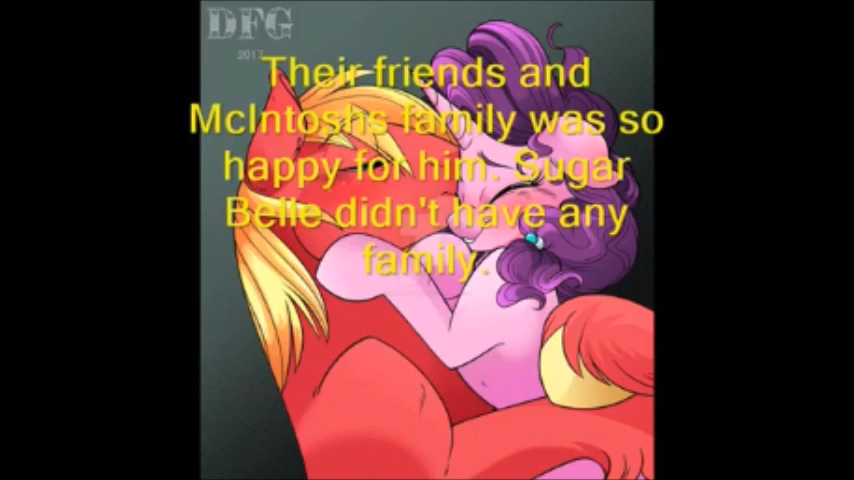 DFG
2017
Their friends and
McIntoshs family was so
happy for him. Sugar
Belle didn't have any
family.